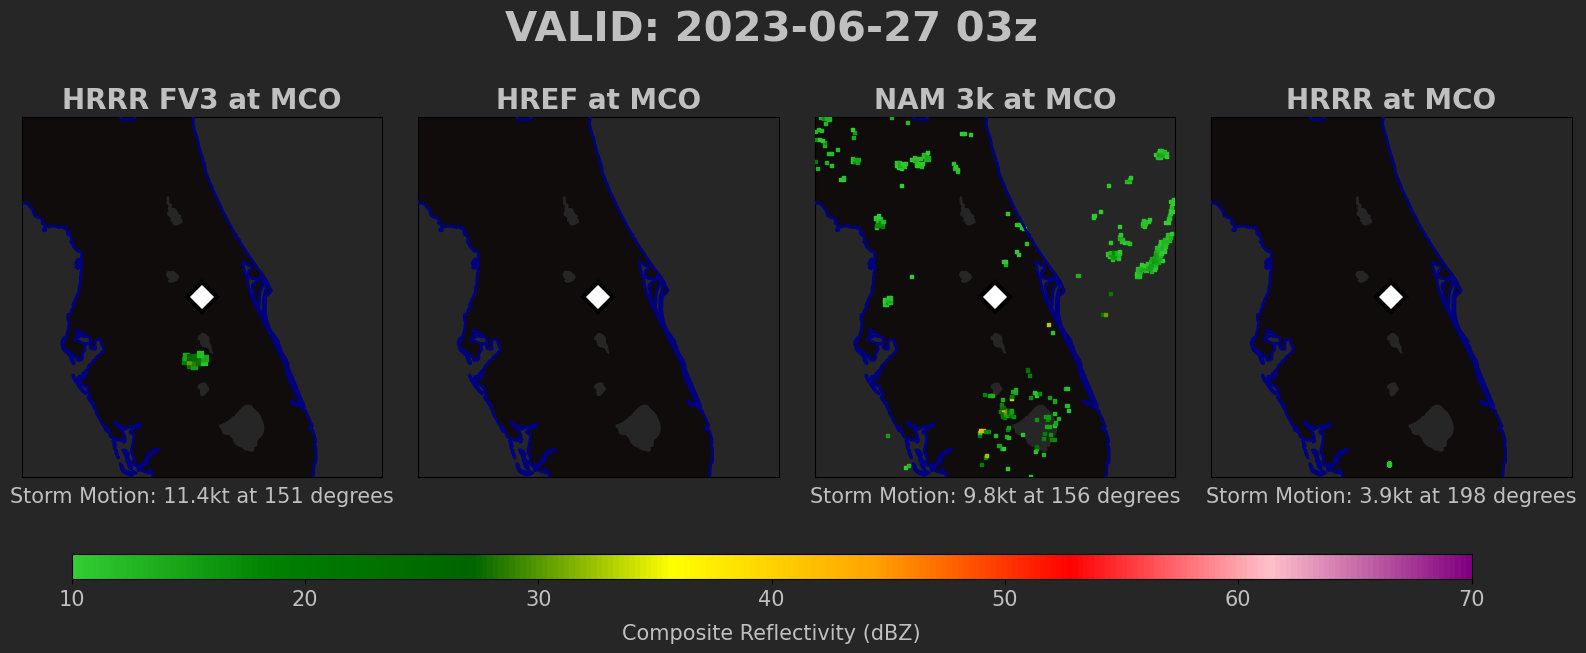 VALID: 2023-06-27 03z
HRRR FV3 at MCO
HREF at MCO
NAM 3k at MCO
HRRR at MCO
Storm Motion: 11.4kt at 151 degrees
Storm Motion: 9.8kt at 156 degrees
Storm Motion: 3.9kt at 198 degrees
10 20 30 40 50 60 70
Composite Reflectivity (dBZ)